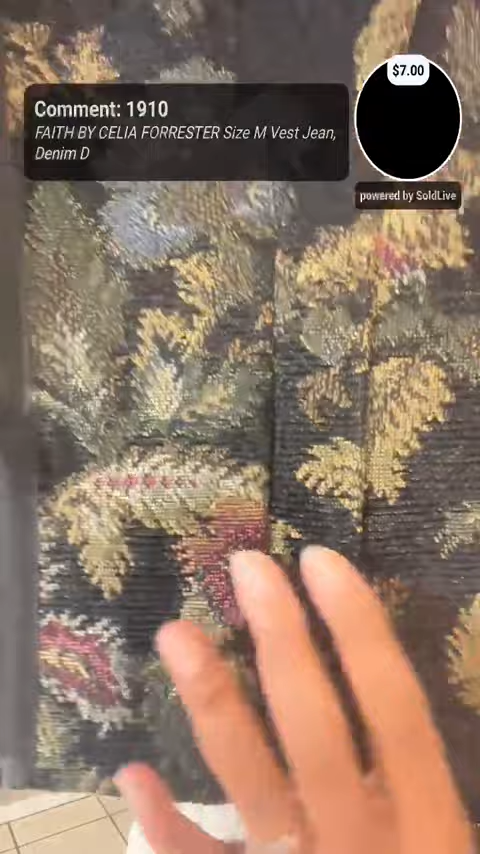 $7.00
Comment: 1910
FAITH BY CELIA FORRESTER Size M Vest Jean,
Denim D
powered by SoldLive